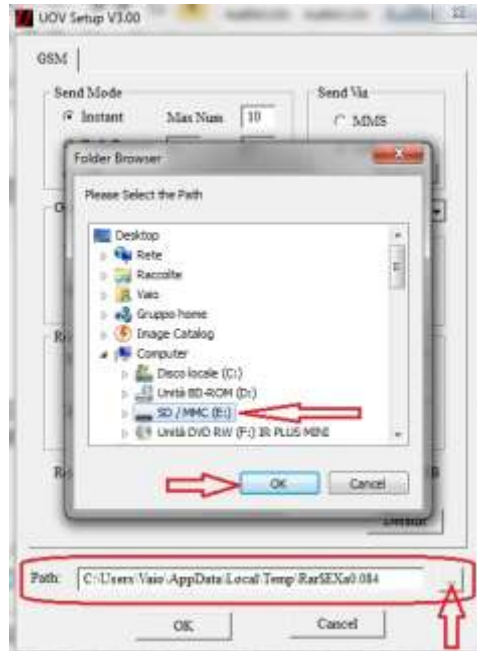 UOV Setup V3.00
GSM
Send Mode
Send Via
Instant
Max Num
10
MMS
Folder Browser
Please Select the Path
Desktop
Rete
Raccolte
Vaio
Gruppo home
Image Catalog
Computer
Disco locale (C:)
Unità BD-ROM (D:)
SD / MMC (E:)
Unità DVD RW (F:) IR PLUS MINI
OK
Cancel
Default
Path:
C:\Users\Vaio\AppData\Local\Temp\Rar$EXa0.084
OK
Cancel